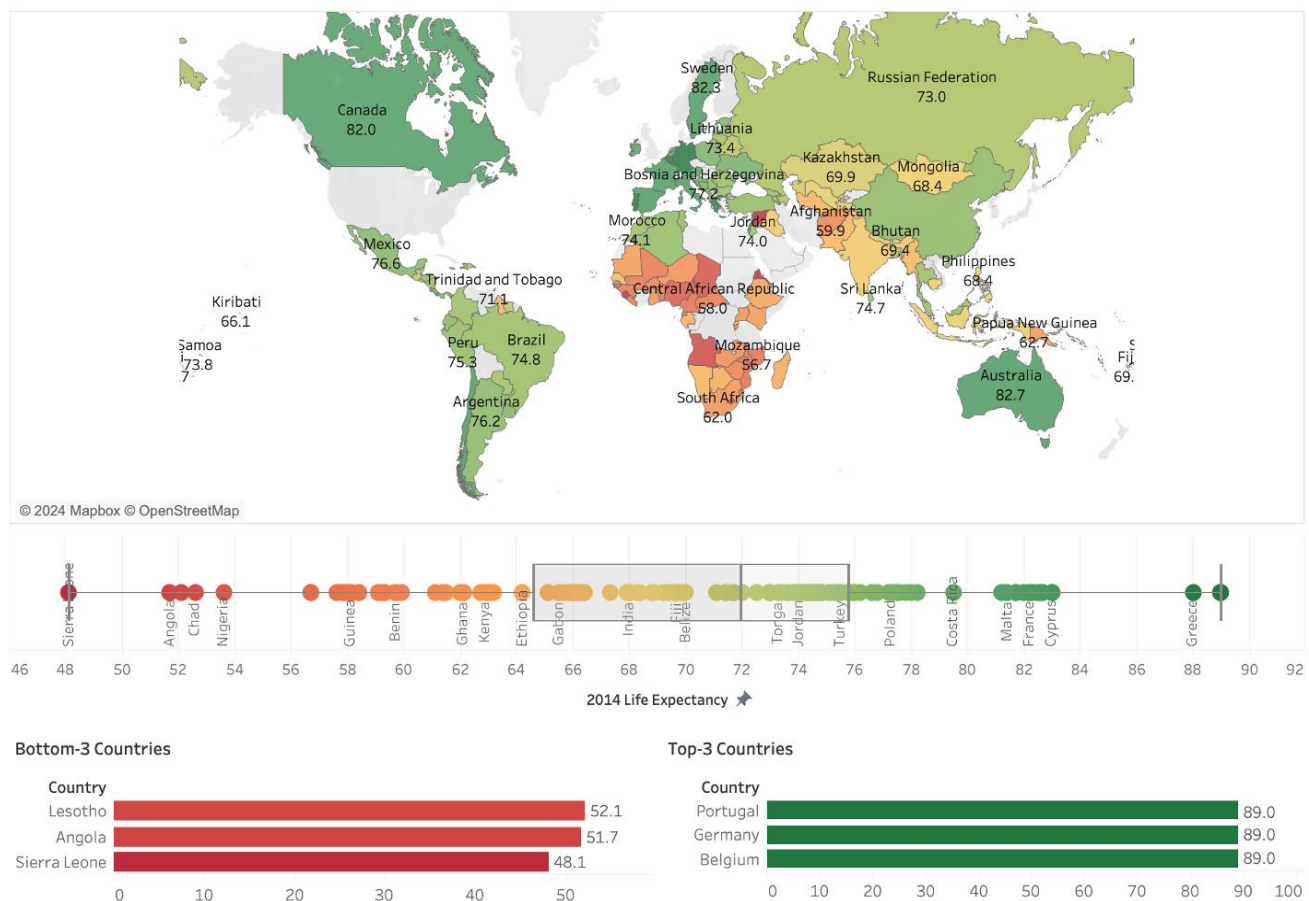 Sweden
82.3
Russian Federation
73.0
Canada
82.0
Lithuania
73.4
Kazakhstan
69.9
Mongolia
68.4
Bosnia and Herzegovina
77.2
Afghanistan
59.9
Morocco
74.1
Jordan
74.0
Bhutan
69.4
Mexico
76.6
Philippines
68.4
Trinidad and Tobago
71.1
Central African Republic
58.0
Sri Lanka
74.7
Kiribati
66.1
Papua New Guinea
62.7
Samoa
73.8
.7
Peru
75.3
Brazil
74.8
Mozambique
56.7
Fij
69.
Australia
82.7
Argentina
76.2
South Africa
62.0
© 2024 Mapbox © OpenStreetMap
Sierra Leone
Angola
Chad
Nigeria
Guinea
Benin
Ghana
Kenya
Ethiopia
Gabon
India
Fiji
Belize
Tonga
Jordan
Turkey
Poland
Costa Rica
Malta
France
Cyprus
Greece
46 48 50 52 54 56 58 60 62 64 66 68 70 72 74 76 78 80 82 84 86 88 90 92
2014 Life Expectancy
Bottom-3 Countries
Country
Lesotho 52.1
Angola 51.7
Sierra Leone 48.1
0 10 20 30 40 50
Top-3 Countries
Country
Portugal 89.0
Germany 89.0
Belgium 89.0
0 10 20 30 40 50 60 70 80 90 100